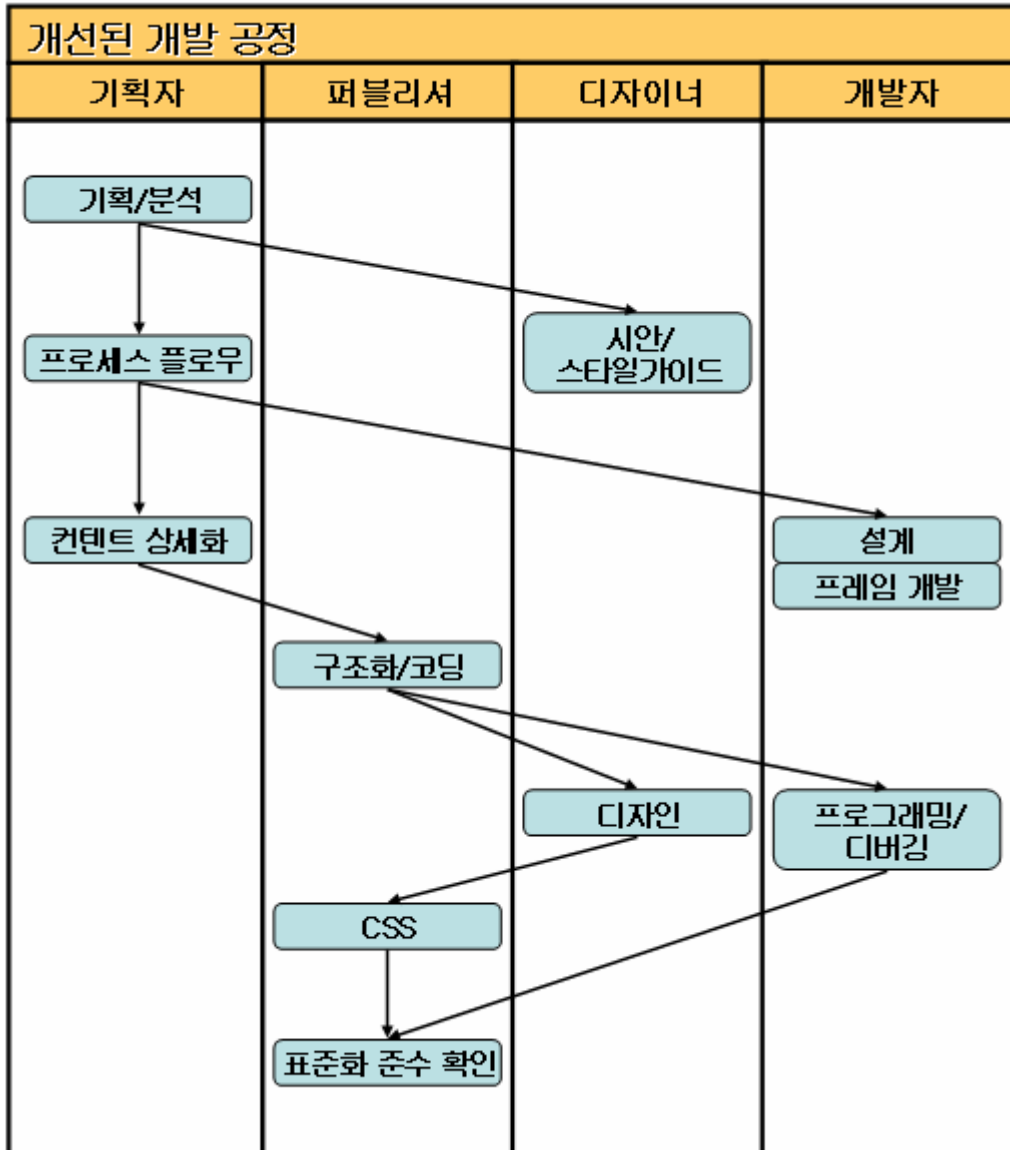 개선된 개발 공정
기획자 퍼블리셔 디자이너 개발자
기획/분석
시안/
스타일가이드
프로세스 플로우
컨텐트 상세화
설계
프레임 개발
구조화/코딩
디자인
프로그래밍/
디버깅
CSS
표준화 준수 확인